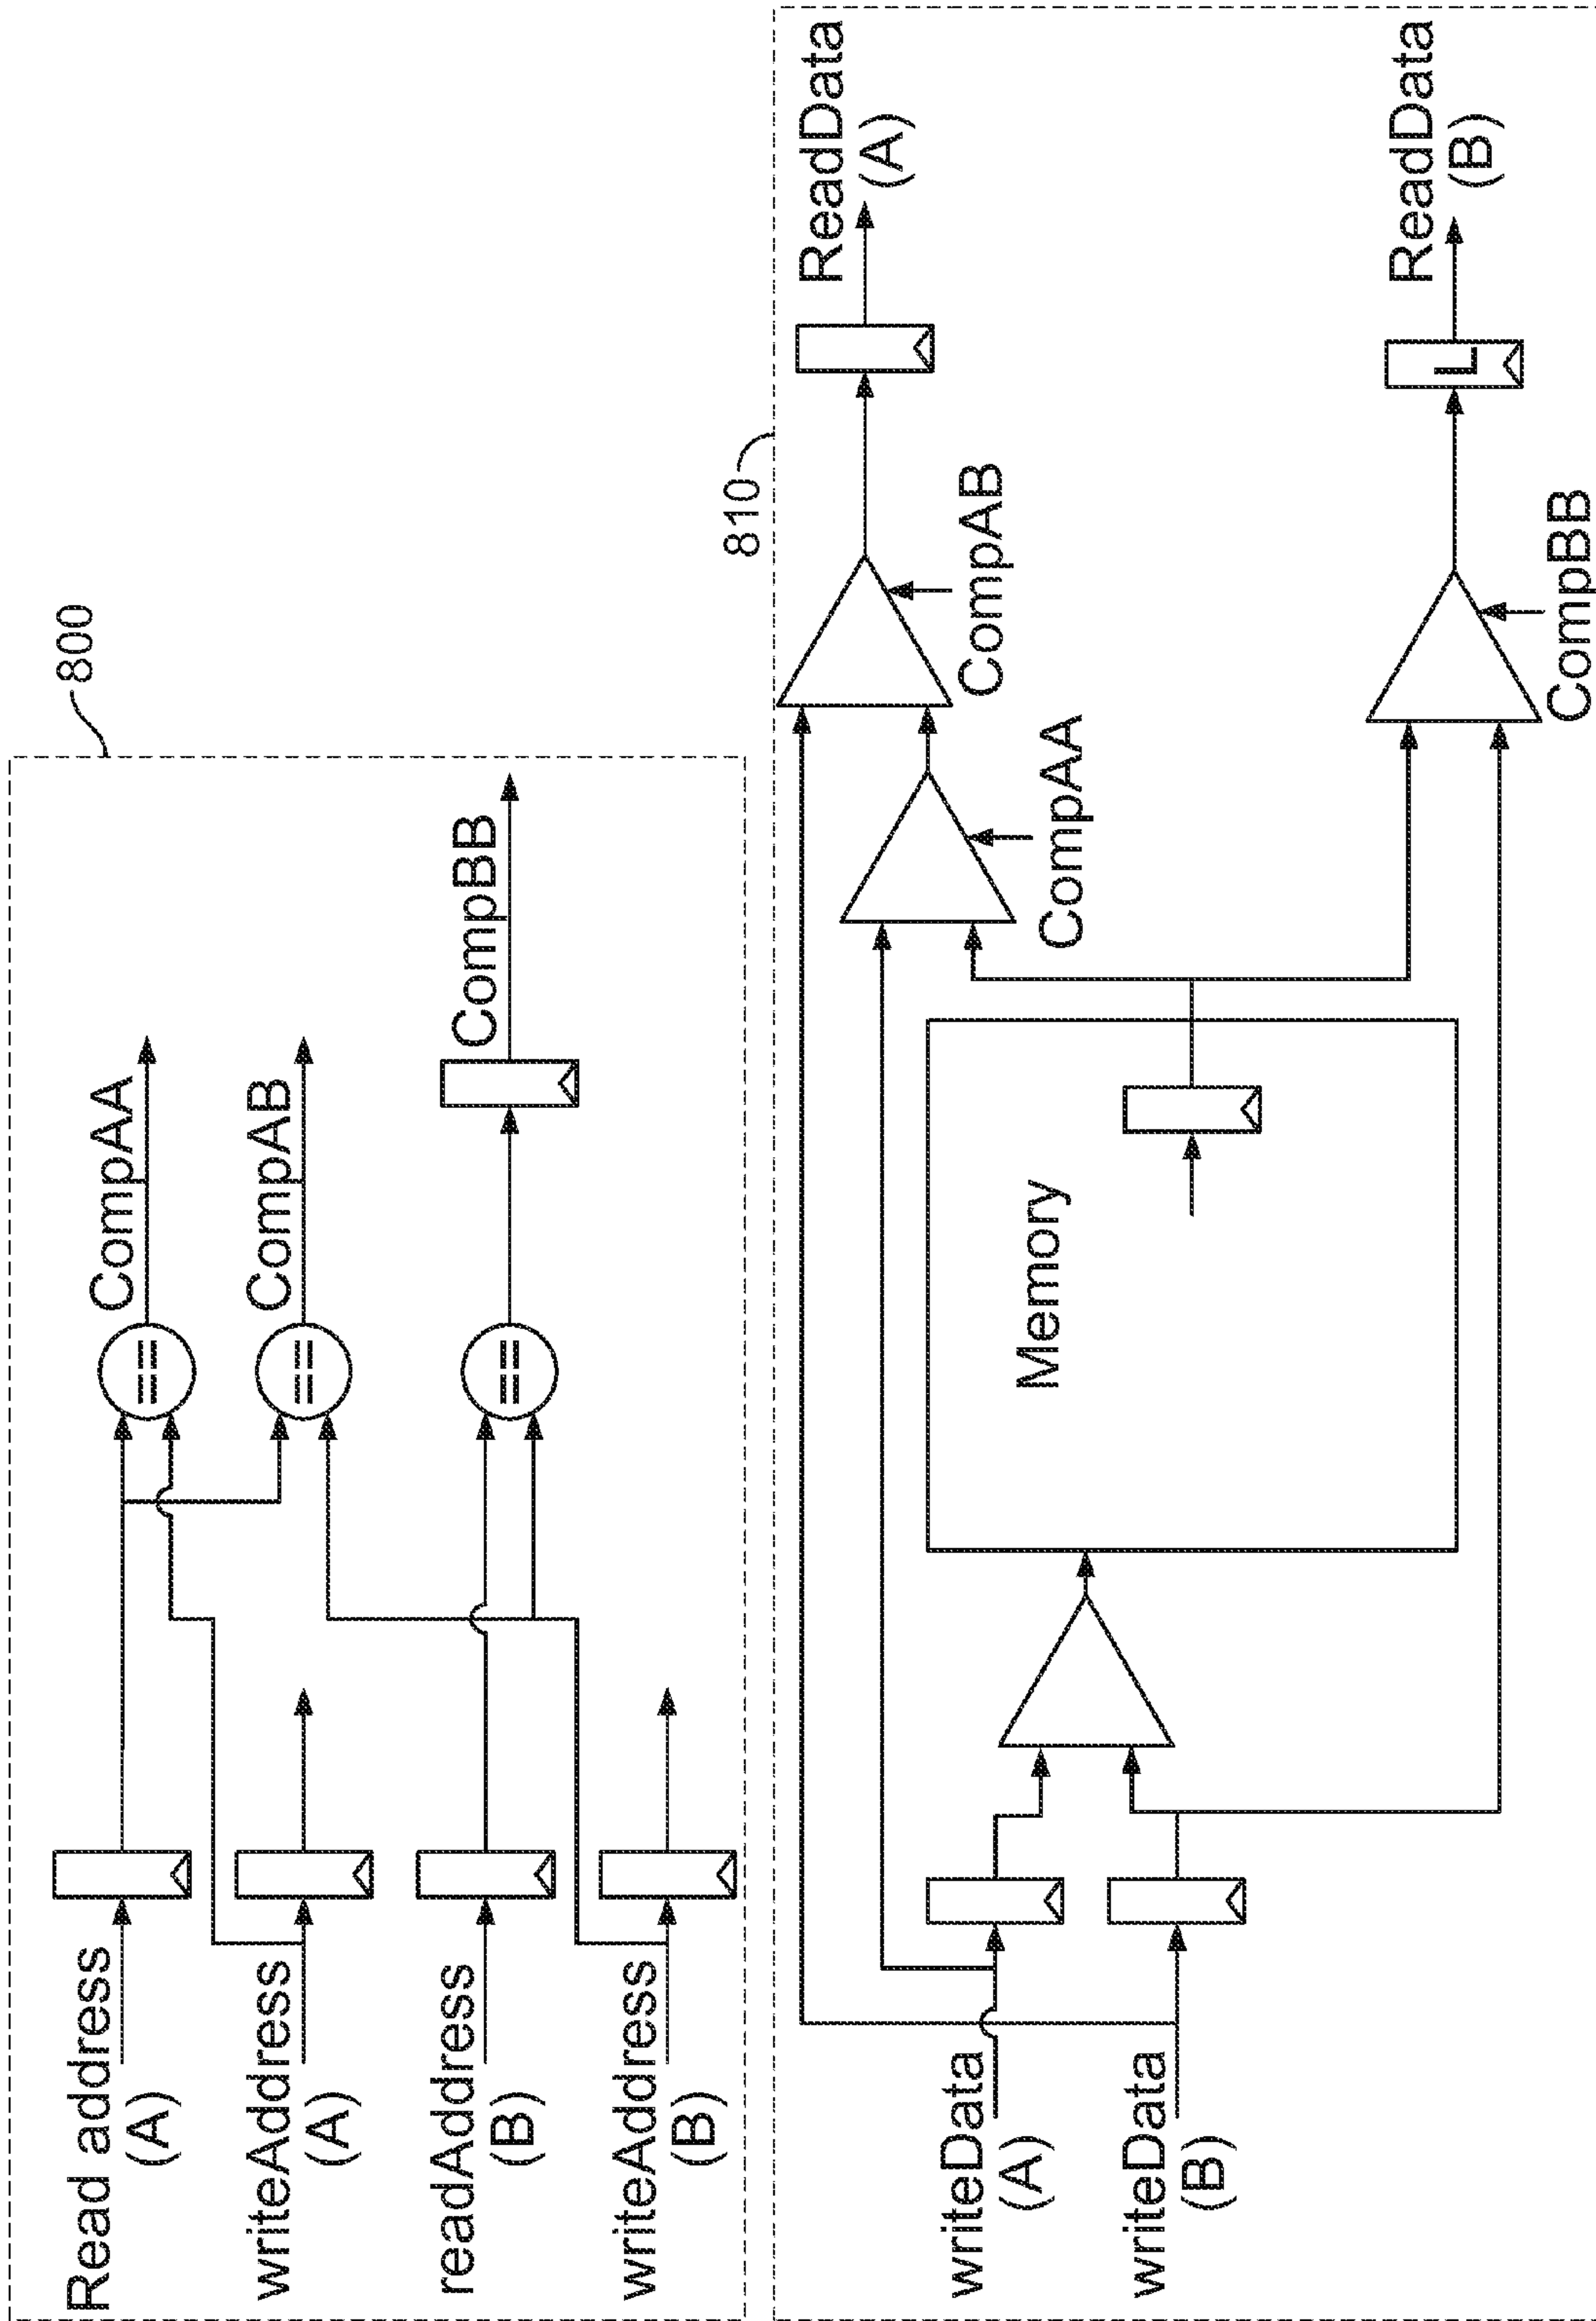 800
Read address
(A)
CompAA
writeAddress
(A)
CompAB
readAddress
(B)
CompBB
writeAddress
(B)
==
==
==
810
writeData
(A)
writeData
(B)
Memory
CompAA
CompAB
CompBB
ReadData
(A)
L
ReadData
(B)